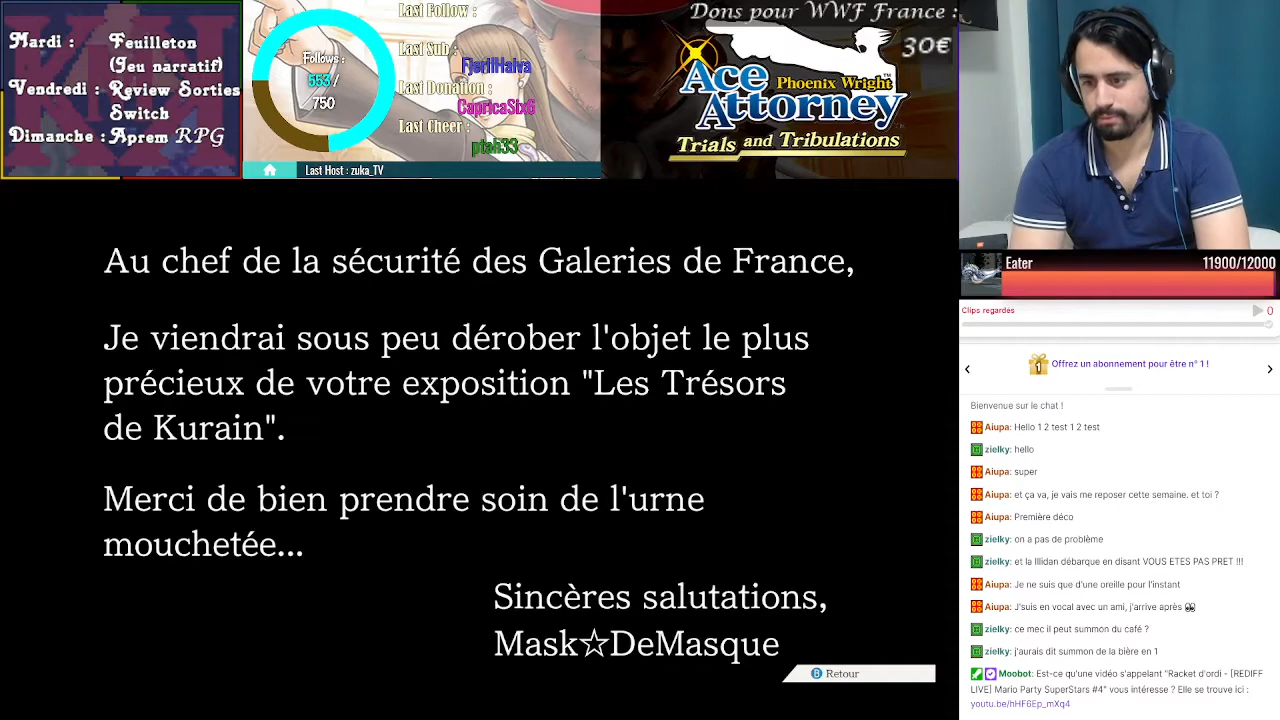 Mardi : Feuilleton
(Jeu narratif)
Vendredi : Review Sorties
Switch
Dimanche : Aprem RPG
Follows :
553 /
750
Last Follow :
Last Sub :
FjerilHaiva
Last Donation :
CapricaSixG
Last Cheer :
ptah33
Last Host : zuka_TV
Dons pour WWF France :
30€
Phoenix Wright
Ace
Attorney
Trials and Tribulations
Au chef de la sécurité des Galeries de France,
Je viendrai sous peu dérober l'objet le plus
précieux de votre exposition "Les Trésors
de Kurain".
Merci de bien prendre soin de l'urne
mouchetée...
Sincères salutations,
Mask☆DeMasque
B Retour
Eater 11900/12000
Clips regardés 0
1 Offrez un abonnement pour être n° 1 !
Bienvenue sur le chat !
Aiupa: Hello 1 2 test 1 2 test
zielky: hello
Aiupa: super
Aiupa: et ça va, je vais me reposer cette semaine. et toi ?
Aiupa: Première déco
zielky: on a pas de problème
zielky: et la Illidan débarque en disant VOUS ETES PAS PRET !!!
Aiupa: Je ne suis que d'une oreille pour l'instant
Aiupa: J'suis en vocal avec un ami, j'arrive après
zielky: ce mec il peut summon du café ?
zielky: j'aurais dit summon de la bière en 1
Moobot: Est-ce qu'une vidéo s'appelant "Racket d'ordi - [REDIFF
LIVE] Mario Party SuperStars #4" vous intéresse ? Elle se trouve ici :
youtu.be/hHF6Ep_mXq4